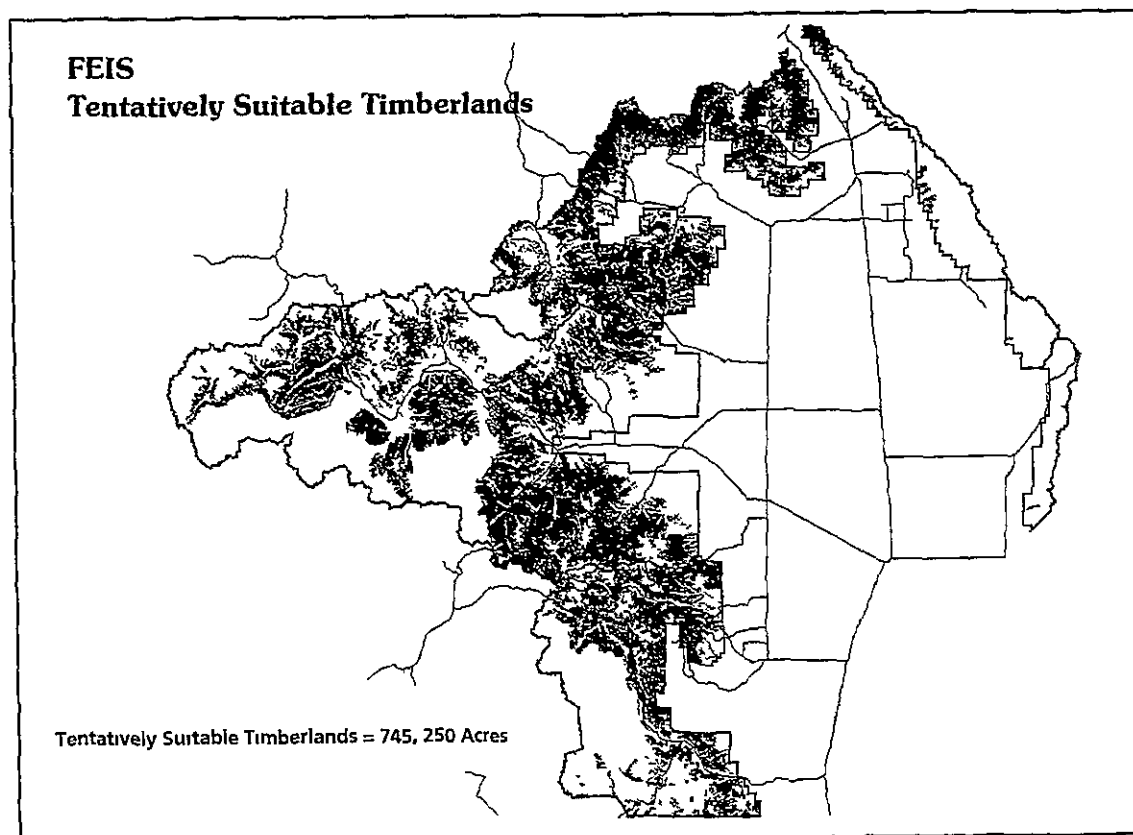 FEIS
Tentatively Suitable Timberlands
Tentatively Suitable Timberlands = 745, 250 Acres